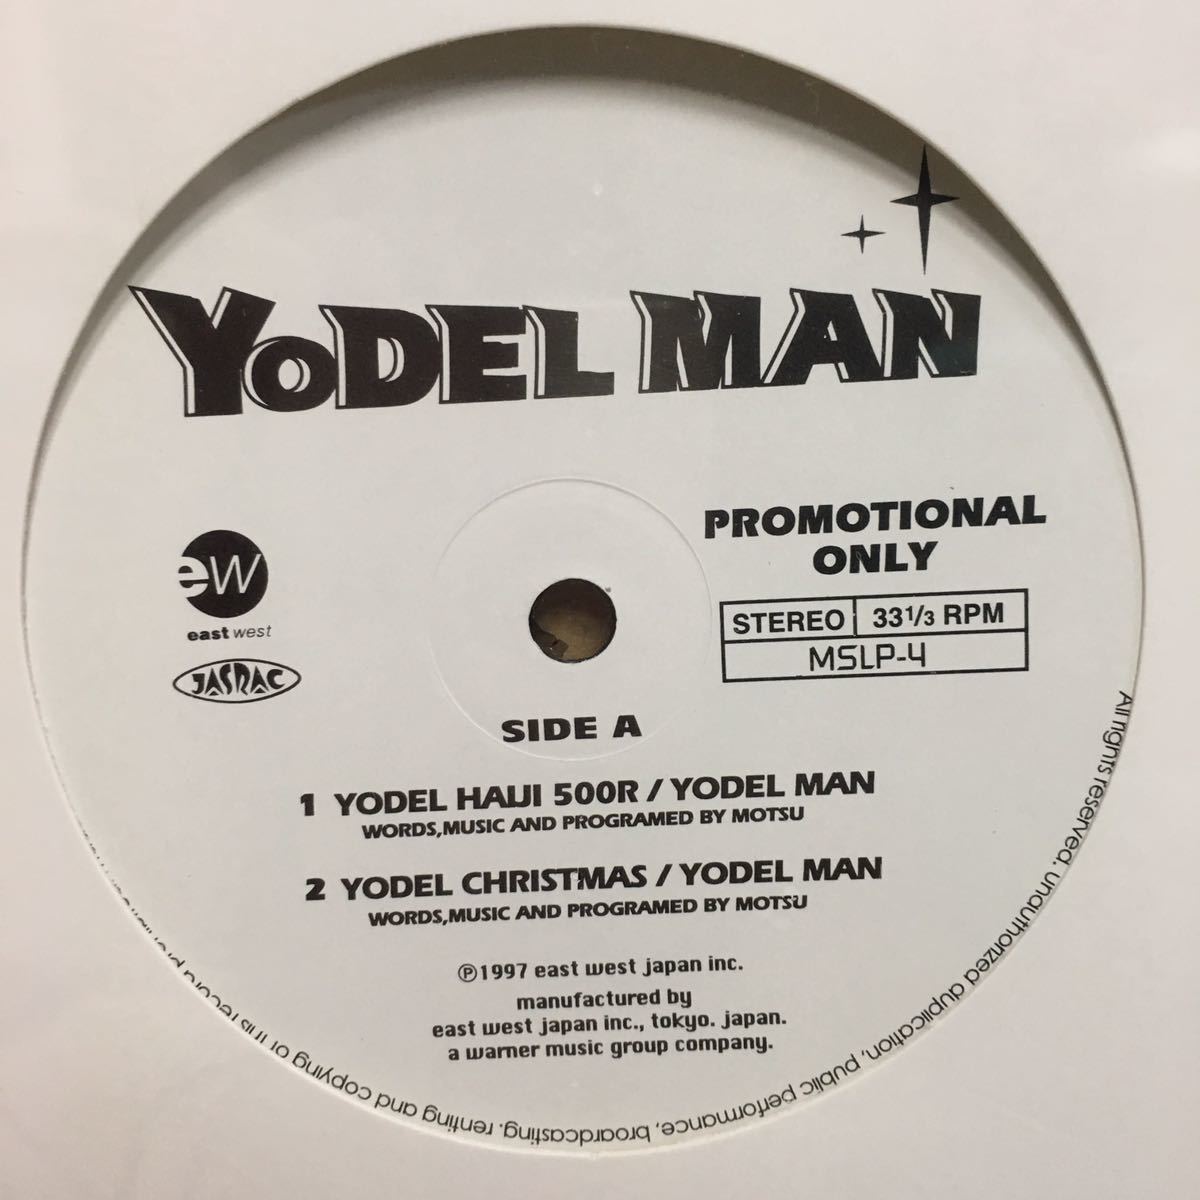 YODEL MAN
PROMOTIONAL
ONLY
STEREO 33 1/3 RPM
MSLP-4
ew
east west
JASRAC
SIDE A
1 YODEL HAIJI 500R / YODEL MAN
WORDS,MUSIC AND PROGRAMED BY MOTSU
2 YODEL CHRISTMAS / YODEL MAN
WORDS,MUSIC AND PROGRAMED BY MOTSU
Ⓟ1997 east west japan inc.
manufactured by
east west japan inc., tokyo. japan.
a warner music group company.
All rights reserved. unauthorized duplication, public performance, broadcasting. renting and copying of this record